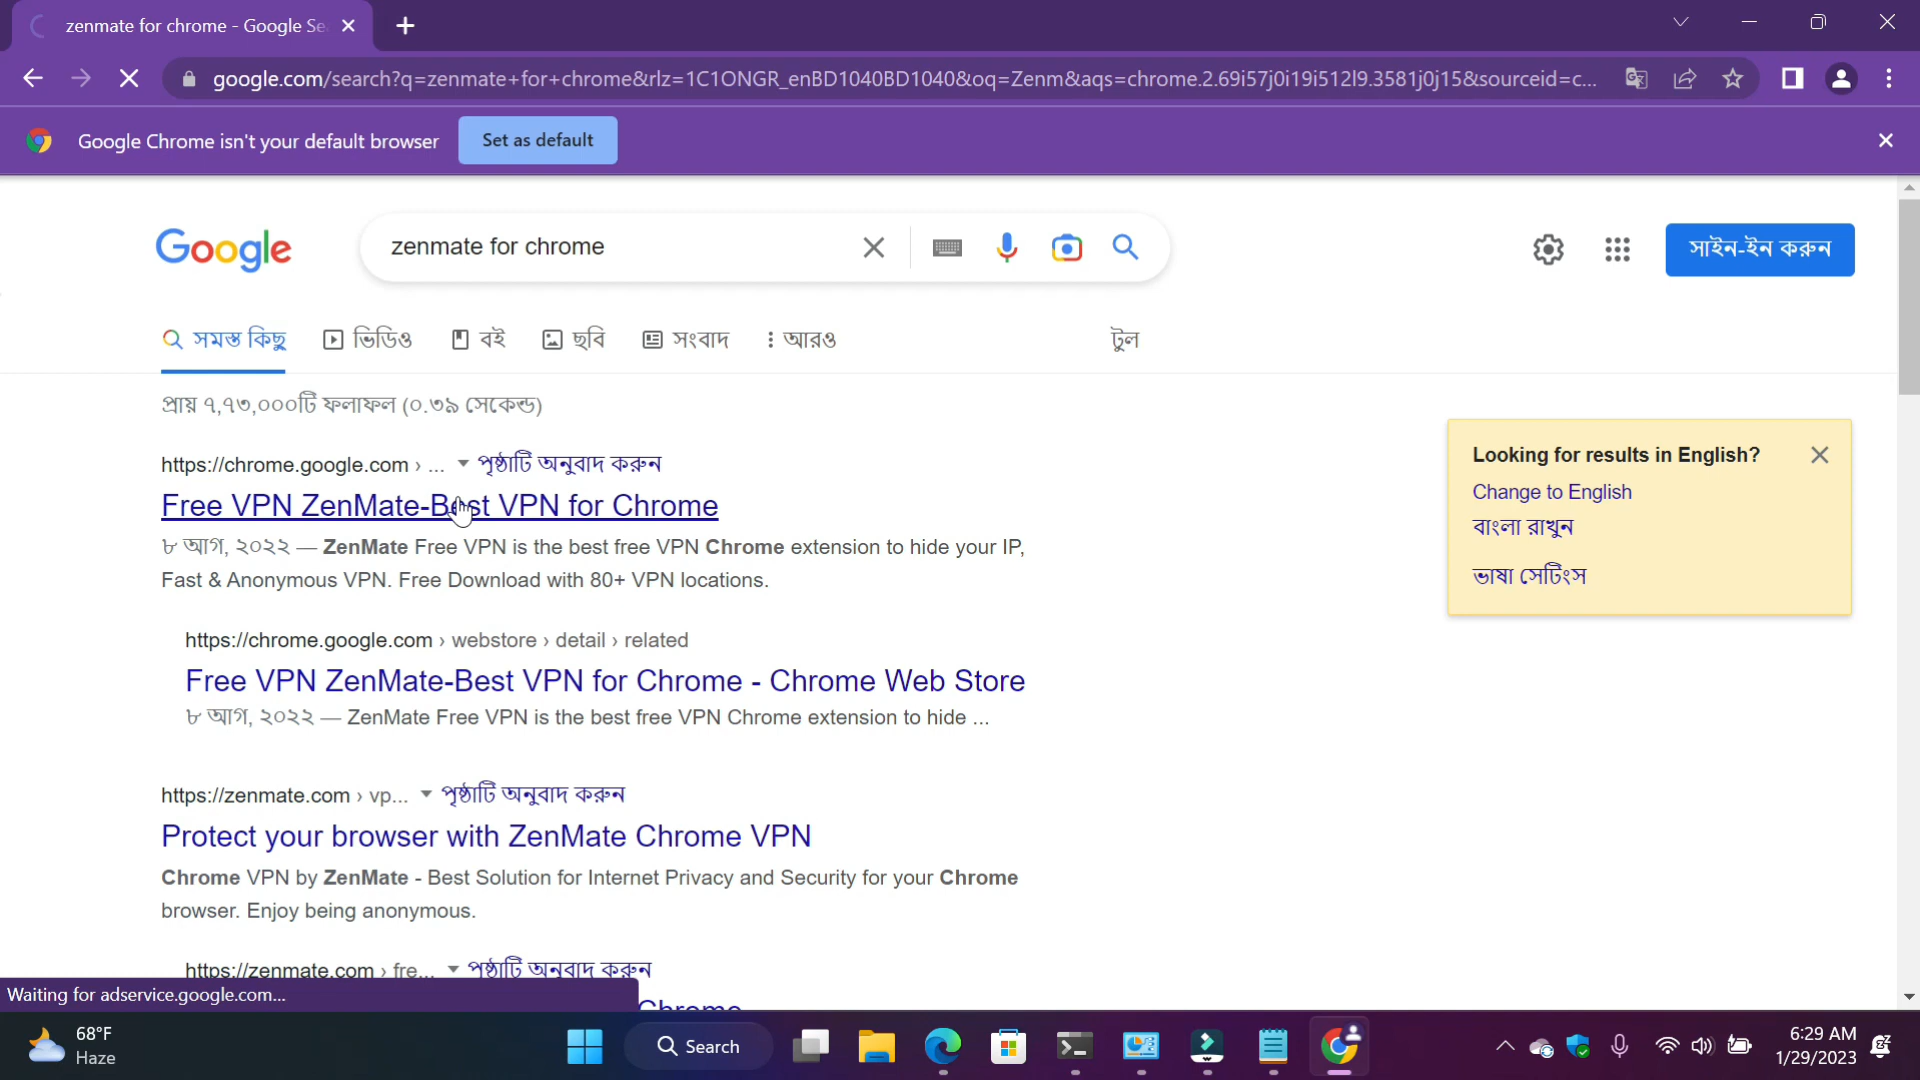 zenmate for chrome - Google Se
google.com/search?q=zenmate+for+chrome&rlz=1C1ONGR_enBD1040BD1040&oq=Zenm&aqs=chrome.2.69i57j0i19i512l9.3581j0j15&sourceid=c...
Google Chrome isn't your default browser
Set as default
Google
zenmate for chrome
সাইন-ইন করুন
সমস্ত কিছু
ভিডিও
বই
ছবি
সংবাদ
আরও
টুল
প্রায় ৭,৭৩,০০০টি ফলাফল (০.৩৯ সেকেন্ড)
https://chrome.google.com › ... পৃষ্ঠাটি অনুবাদ করুন
Free VPN ZenMate-Best VPN for Chrome
৮ আগ, ২০২২ — ZenMate Free VPN is the best free VPN Chrome extension to hide your IP,
Fast & Anonymous VPN. Free Download with 80+ VPN locations.
Looking for results in English?
Change to English
বাংলা রাখুন
ভাষা সেটিংস
https://chrome.google.com › webstore › detail › related
Free VPN ZenMate-Best VPN for Chrome - Chrome Web Store
৮ আগ, ২০২২ — ZenMate Free VPN is the best free VPN Chrome extension to hide ...
https://zenmate.com › vp... পৃষ্ঠাটি অনুবাদ করুন
Protect your browser with ZenMate Chrome VPN
Chrome VPN by ZenMate - Best Solution for Internet Privacy and Security for your Chrome
browser. Enjoy being anonymous.
https://zenmate.com › fre... পৃষ্ঠাটি অনুবাদ করুন
Chrome
Waiting for adservice.google.com...
68°F
Haze
Search
6:29 AM
1/29/2023